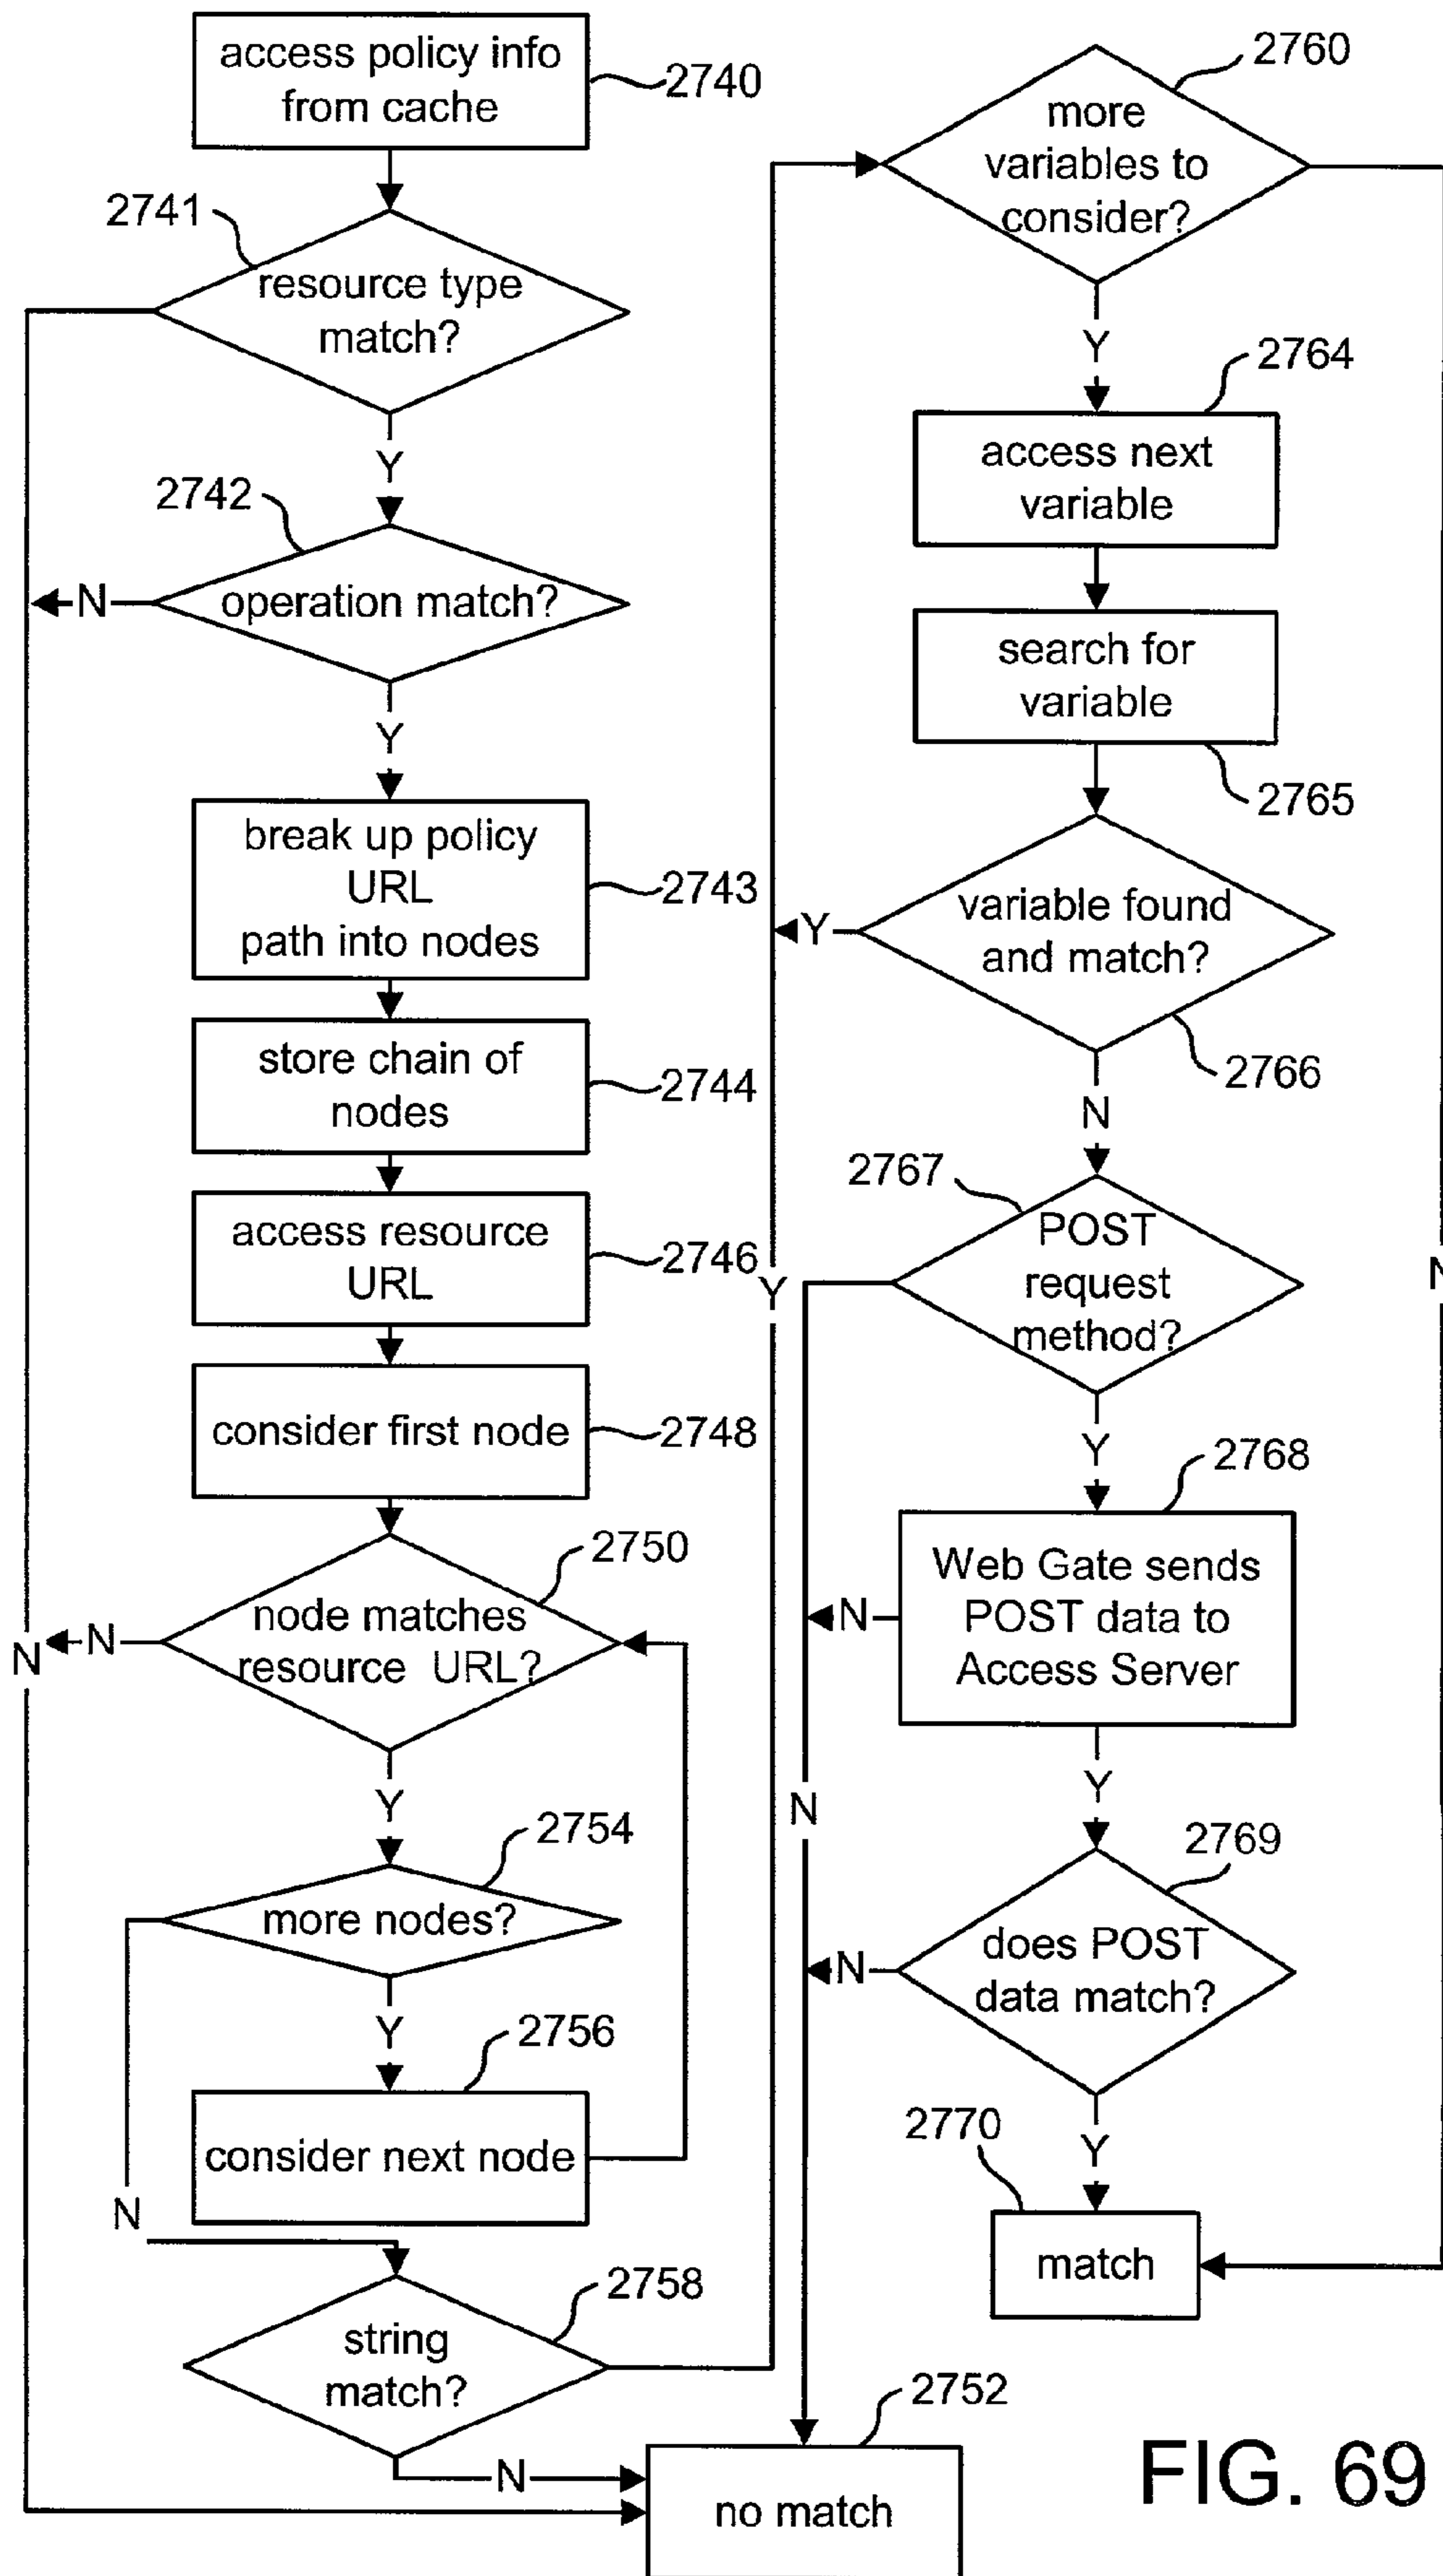 access policy info
from cache
2740
2741
resource type
match?
Y
2742
operation match?
N
Y
break up policy
URL
path into nodes
2743
store chain of
nodes
2744
access resource
URL
2746
consider first node
2748
2750
node matches
resource URL?
N
N
Y
2754
more nodes?
Y
2756
consider next node
N
2758
string
match?
N
Y
2760
more
variables to
consider?
Y
N
2764
access next
variable
search for
variable
2765
variable found
and match?
Y
2766
N
2767
POST
request
method?
Y
2768
Web Gate sends
POST data to
Access Server
N
Y
N
2769
does POST
data match?
N
Y
2770
match
2752
no match
FIG. 69